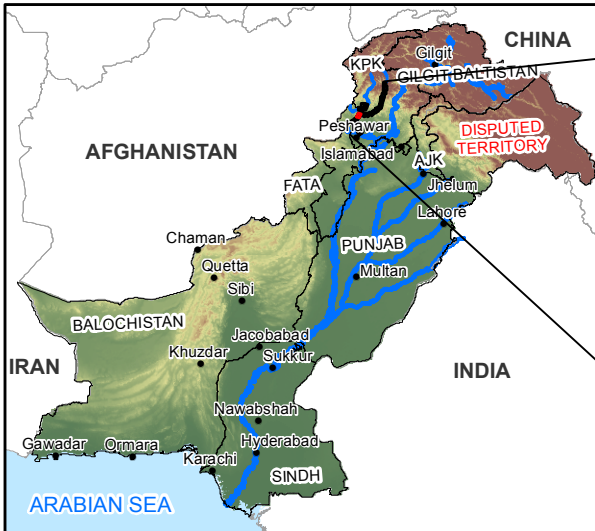 CHINA
Gilgit
KPK
GILGIT BALTISTAN
Peshawar
DISPUTED
TERRITORY
AFGHANISTAN
Islamabad
AJK
FATA
Jhelum
Lahore
Chaman
PUNJAB
Quetta
Multan
Sibi
BALOCHISTAN
Jacobabad
IRAN
Khuzdar
Sukkur
INDIA
Nawabshah
Gawadar
Ormara
Hyderabad
Karachi
SINDH
ARABIAN SEA